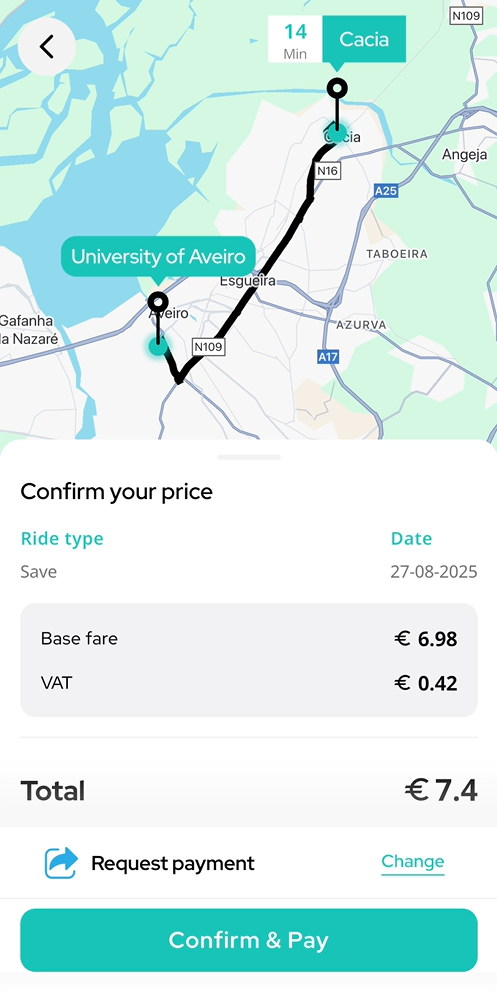 N109
14
Min
Cacia
Cacia
Angeja
N16
A25
University of Aveiro
TABOEIRA
Esgueira
Aveiro
Gafanha
la Nazaré
AZURVA
N109
A17
Confirm your price
Ride type
Date
Save
27-08-2025
Base fare
€ 6.98
VAT
€ 0.42
Total
€ 7.4
Request payment
Change
Confirm & Pay